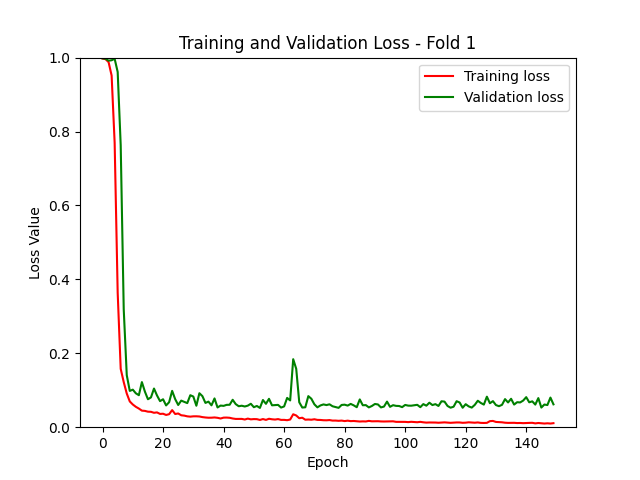 Training and Validation Loss - Fold 1
Training loss
Validation loss
Loss Value
1.0
0.8
0.6
0.4
0.2
0.0
0 20 40 60 80 100 120 140
Epoch